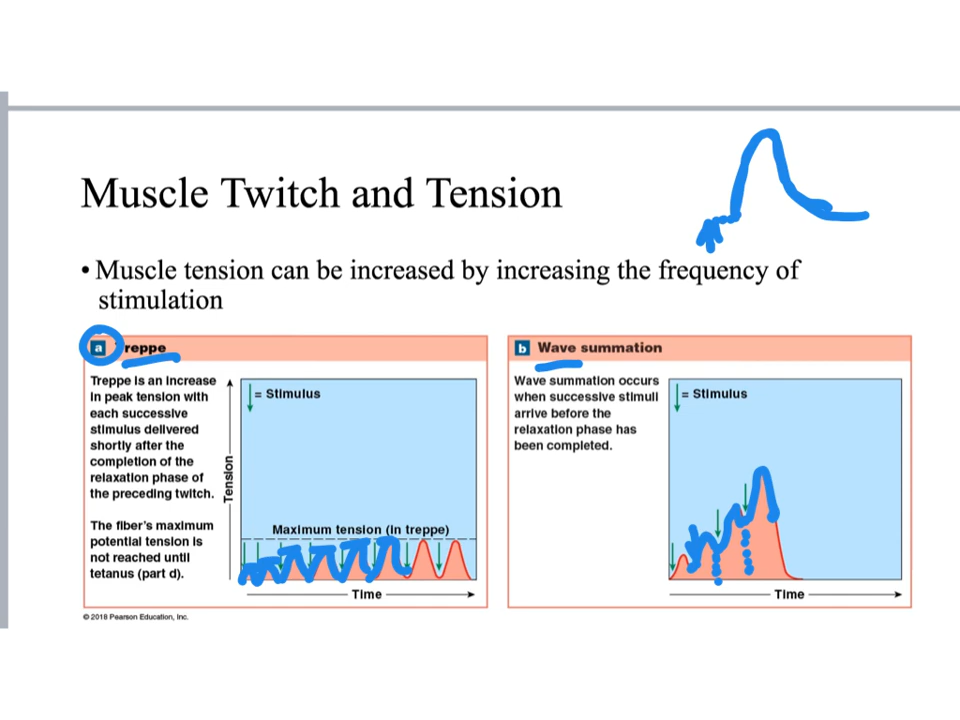 Muscle Twitch and Tension
• Muscle tension can be increased by increasing the frequency of
stimulation
a reppe
Treppe is an increase
in peak tension with
each successive
stimulus delivered
shortly after the
completion of the
relaxation phase of
the preceding twitch.
The fiber's maximum
potential tension is
not reached until
tetanus (part d).
Tension
= Stimulus
Maximum tension (in treppe)
Time
b Wave summation
Wave summation occurs
when successive stimuli
arrive before the
relaxation phase has
been completed.
= Stimulus
Time
© 2018 Pearson Education, Inc.